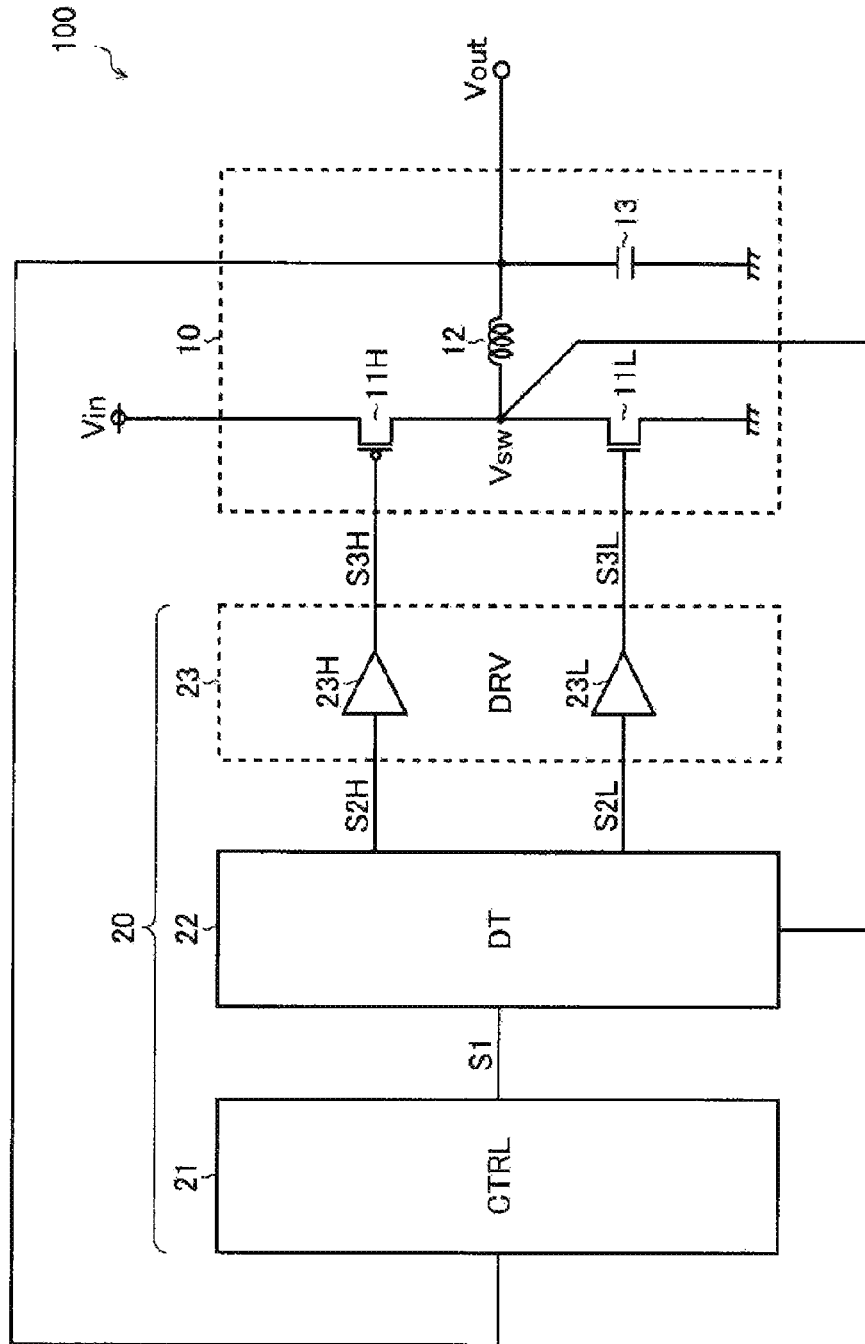 100
20
21
CTRL
S1
22
DT
S2H
S2L
23
23H
DRV
23L
S3H
S3L
10
Vin
11H
Vsw
11L
12
13
Vout